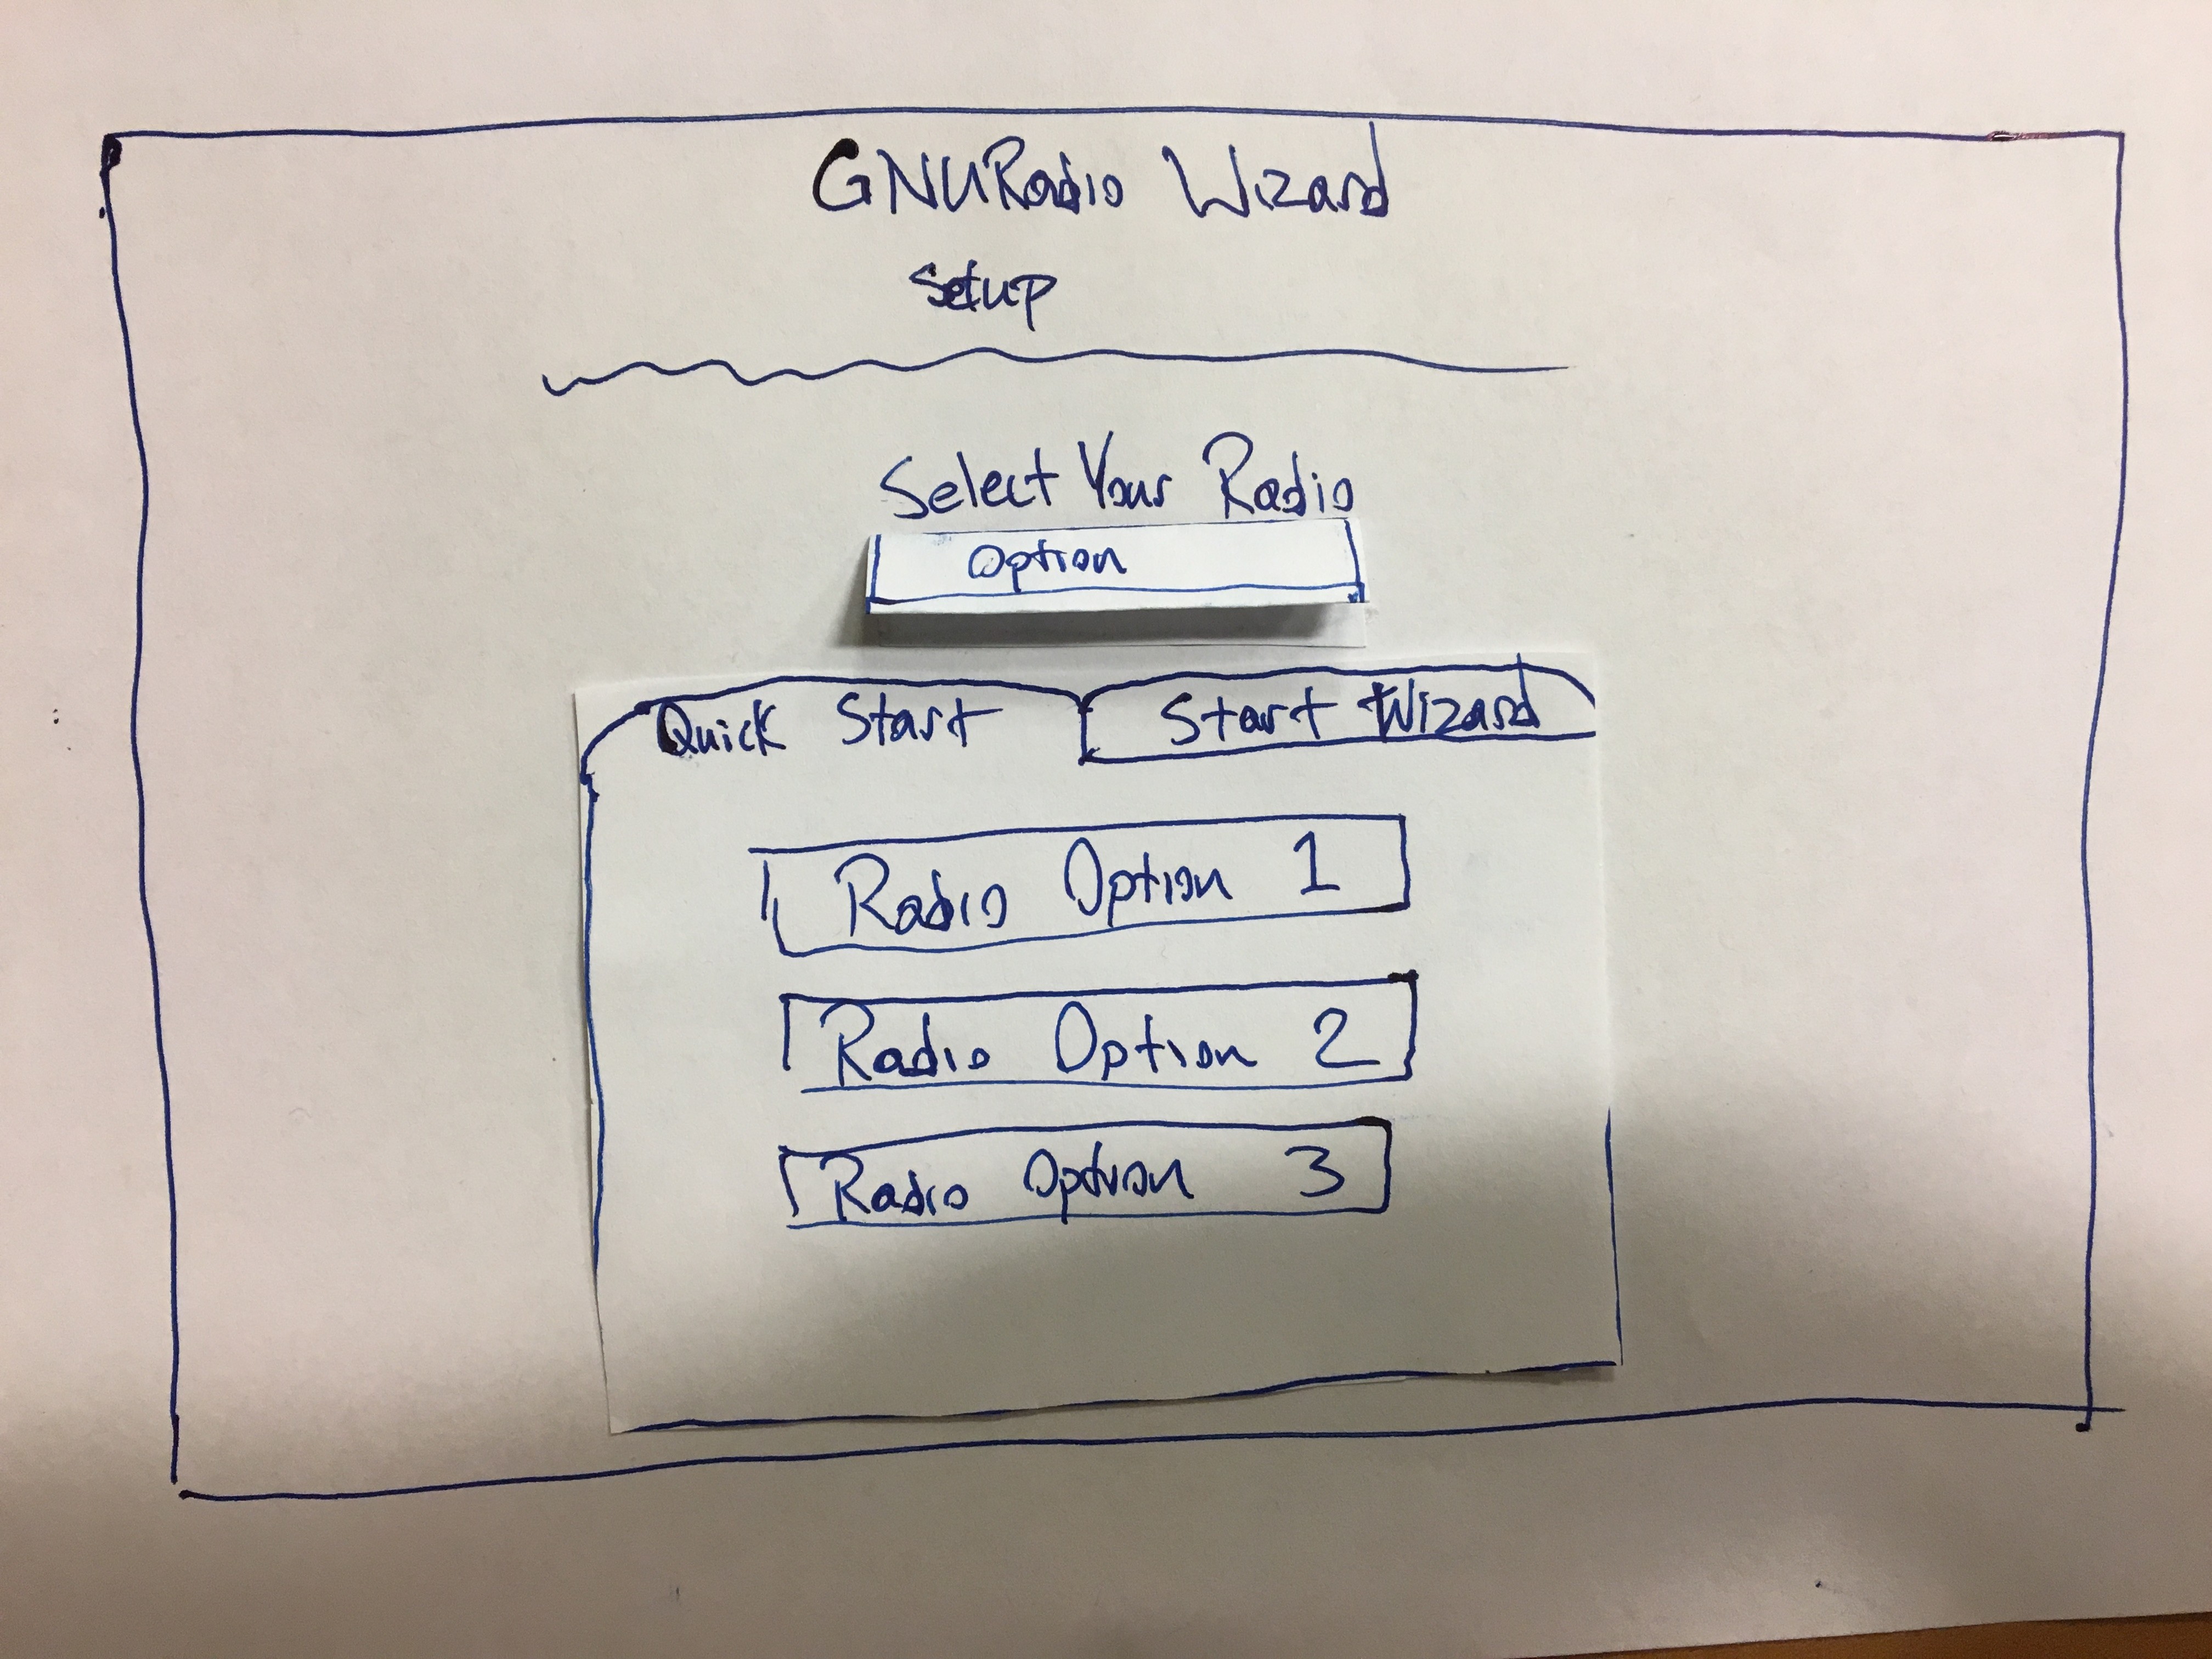 GNURadio Wizard
Setup
Select Your Radio
Option
Quick Start
Start Wizard
Radio Option 1
Radio Option 2
Radio Option 3